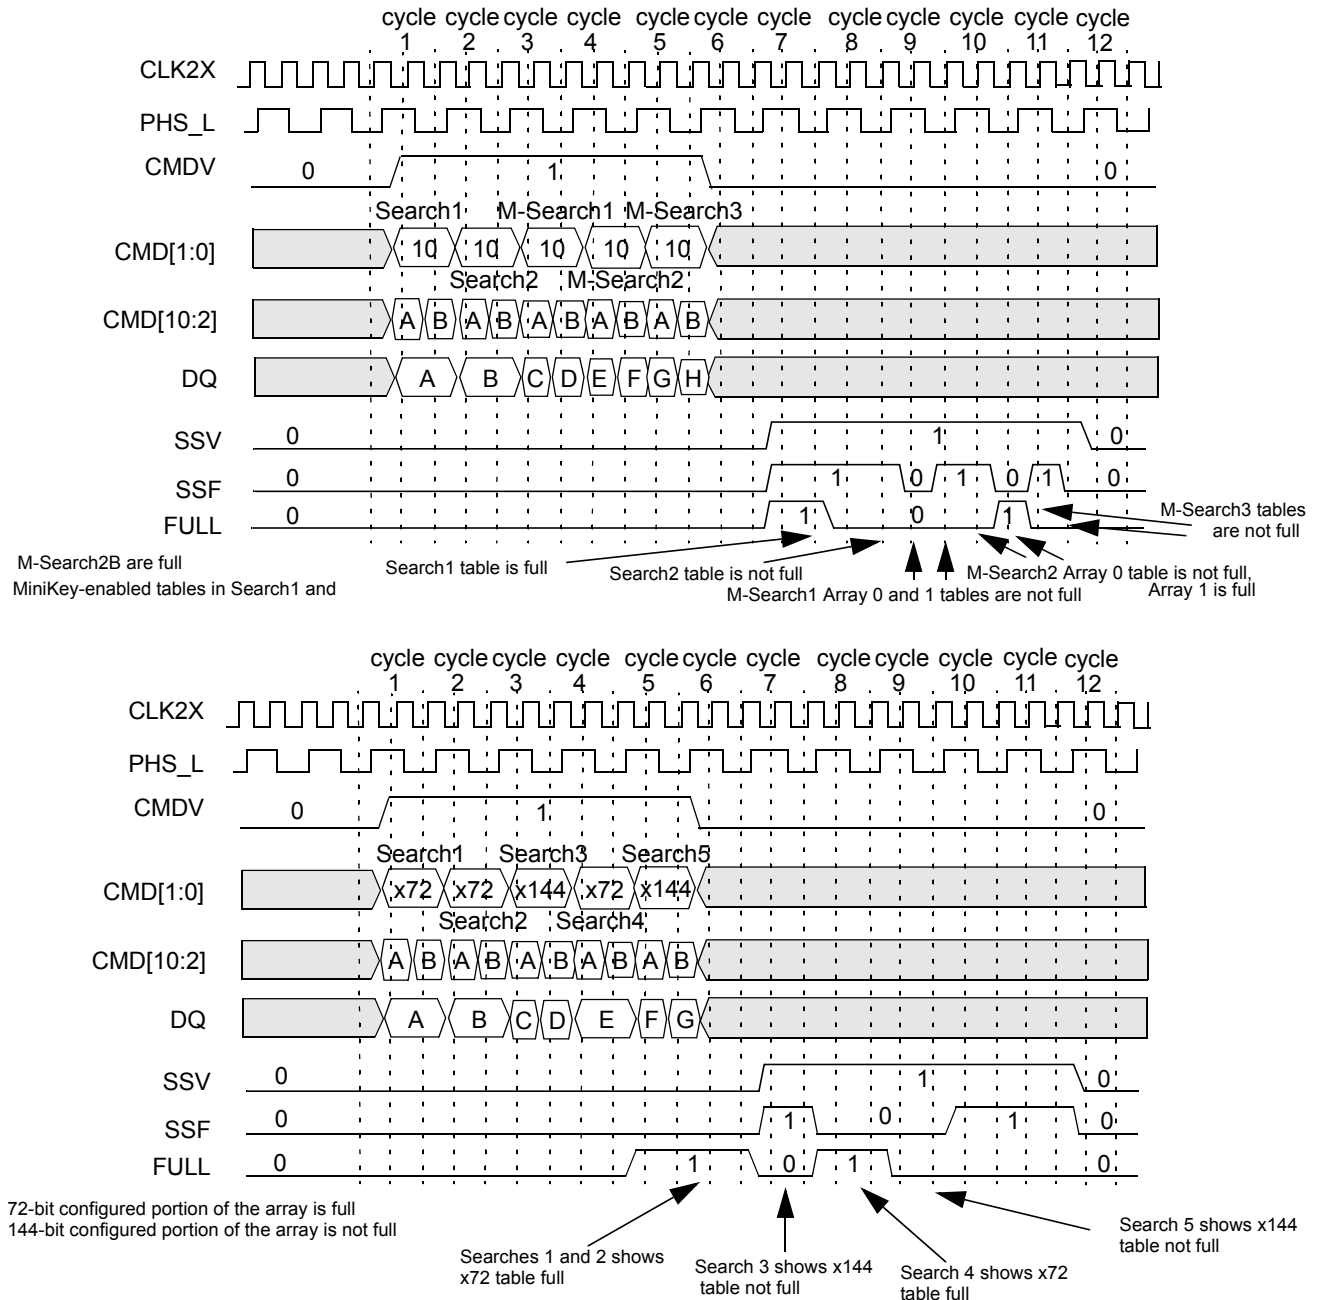 cycle cycle cycle cycle cycle cycle cycle cycle cycle cycle cycle cycle
1 2 3 4 5 6 7 8 9 10 11 12
CLK2X
PHS_L
CMDV 0 1 0
Search1 M-Search1 M-Search3
CMD[1:0] 10 10 10 10 10
Search2 M-Search2
CMD[10:2] A B A B A B A B A B
DQ A B C D E F G H
SSV 0 1 0
SSF 0 1 0 1 0 1 0
FULL 0 1 0 1
M-Search3 tables
are not full
M-Search2B are full
MiniKey-enabled tables in Search1 and
Search1 table is full
Search2 table is not full
M-Search1 Array 0 and 1 tables are not full
M-Search2 Array 0 table is not full,
Array 1 is full
cycle cycle cycle cycle cycle cycle cycle cycle cycle cycle cycle cycle
1 2 3 4 5 6 7 8 9 10 11 12
CLK2X
PHS_L
CMDV 0 1 0
Search1 Search3 Search5
CMD[1:0] x72 x72 x144 x72 x144
Search2 Search4
CMD[10:2] A B A B A B A B A B
DQ A B C D E F G
SSV 0 1 0
SSF 0 1 0 1 0
FULL 0 1 0 1 0
72-bit configured portion of the array is full
144-bit configured portion of the array is not full
Searches 1 and 2 shows
x72 table full
Search 3 shows x144
table not full
Search 4 shows x72
table full
Search 5 shows x144
table not full